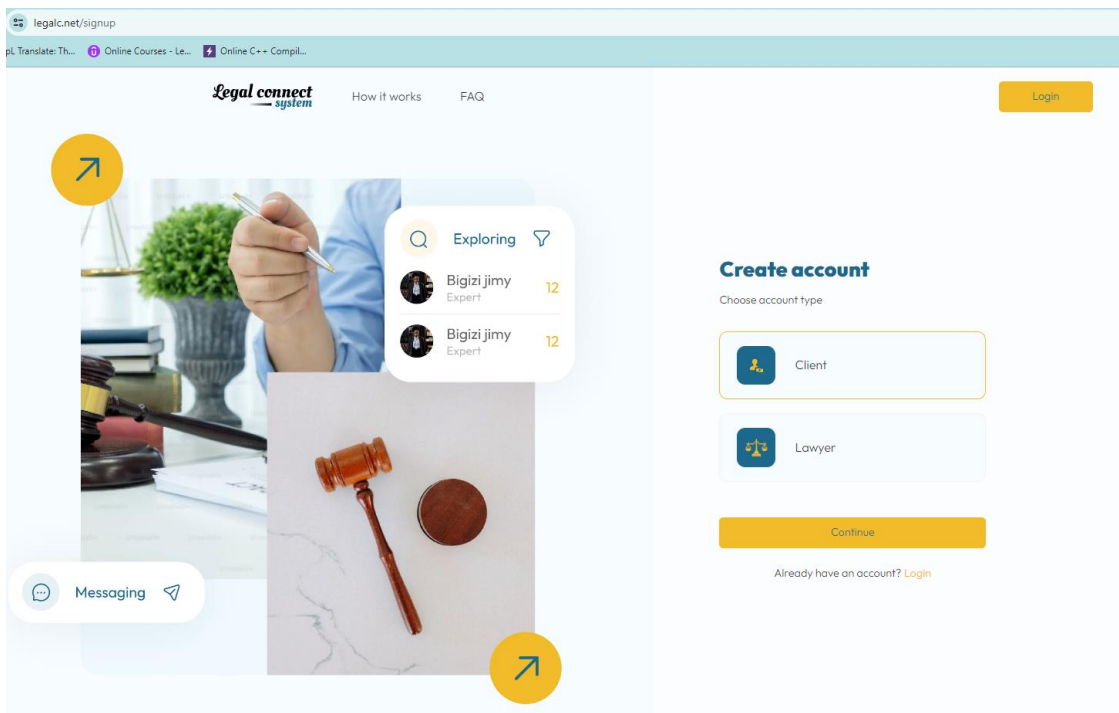 legalc.net/signup
pL Translate: Th... Online Courses - Le... Online C++ Compil...
Legal connect
system
How it works FAQ
Login
Exploring
Bigizi jimy
Expert
12
Bigizi jimy
Expert
12
Messaging
Create account
Choose account type
Client
Lawyer
Continue
Already have an account? Login